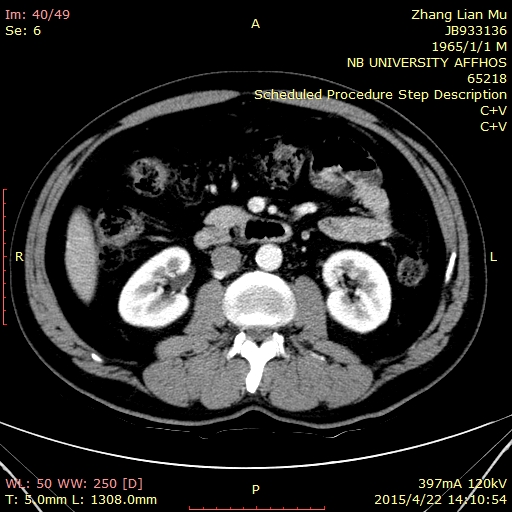 Im: 40/49
Se: 6
A
Zhang Lian Mu
JB933136
1965/1/1 M
NB UNIVERSITY AFFHOS
65218
Scheduled Procedure Step Description
C+V
C+V
R
L
WL: 50 WW: 250 [D]
T: 5.0mm L: 1308.0mm
P
397mA 120kV
2015/4/22 14:10:54